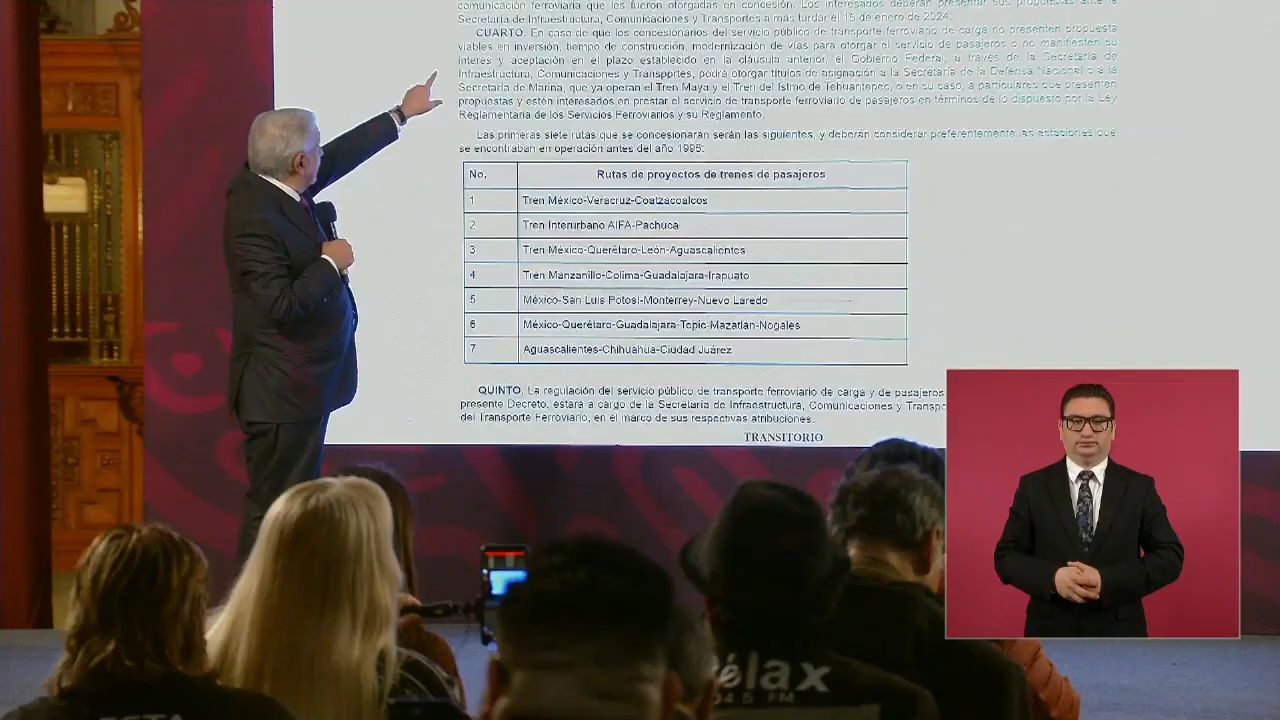 comunicación ferroviaria que les fueron otorgadas en concesión. Los interesados deberán presentar sus propuestas ante la
Secretaría de Infraestructura, Comunicaciones y Transportes a más tardar el 15 de enero de 2024.
CUARTO. En caso de que los concesionarios del servicio público de transporte ferroviario de carga no presenten propuesta
viables en inversión, tiempo de construcción, modernización de vías para otorgar el servicio de pasajeros o no manifiesten su
interés y aceptación en el plazo establecido en la cláusula anterior, el Gobierno Federal, a través de la Secretaría de
Infraestructura, Comunicaciones y Transportes, podrá otorgar títulos de asignación a la Secretaría de la Defensa Nacional o a la
Secretaría de Marina, que ya operan el Tren Maya y el Tren del Istmo de Tehuantepec, o en su caso, a particulares que presenten
propuestas y estén interesados en prestar el servicio de transporte ferroviario de pasajeros en términos de lo dispuesto por la Ley
Reglamentaria de los Servicios Ferroviarios y su Reglamento.
Las primeras siete rutas que se concesionarán serán las siguientes, y deberán considerar preferentemente las estaciones que
se encontraban en operación antes del año 1995:
No. Rutas de proyectos de trenes de pasajeros
1 Tren México-Veracruz-Coatzacoalcos
2 Tren Interurbano AIFA-Pachuca
3 Tren México-Querétaro-León-Aguascalientes
4 Tren Manzanillo-Colima-Guadalajara-Irapuato
5 México-San Luis Potosí-Monterrey-Nuevo Laredo
6 México-Querétaro-Guadalajara-Tepic-Mazatlán-Nogales
7 Aguascalientes-Chihuahua-Ciudad Juárez
QUINTO. La regulación del servicio público de transporte ferroviario de carga y de pasajeros
presente Decreto, estará a cargo de la Secretaría de Infraestructura, Comunicaciones y Transpo
del Transporte Ferroviario, en el marco de sus respectivas atribuciones.
TRANSITORIO
élax